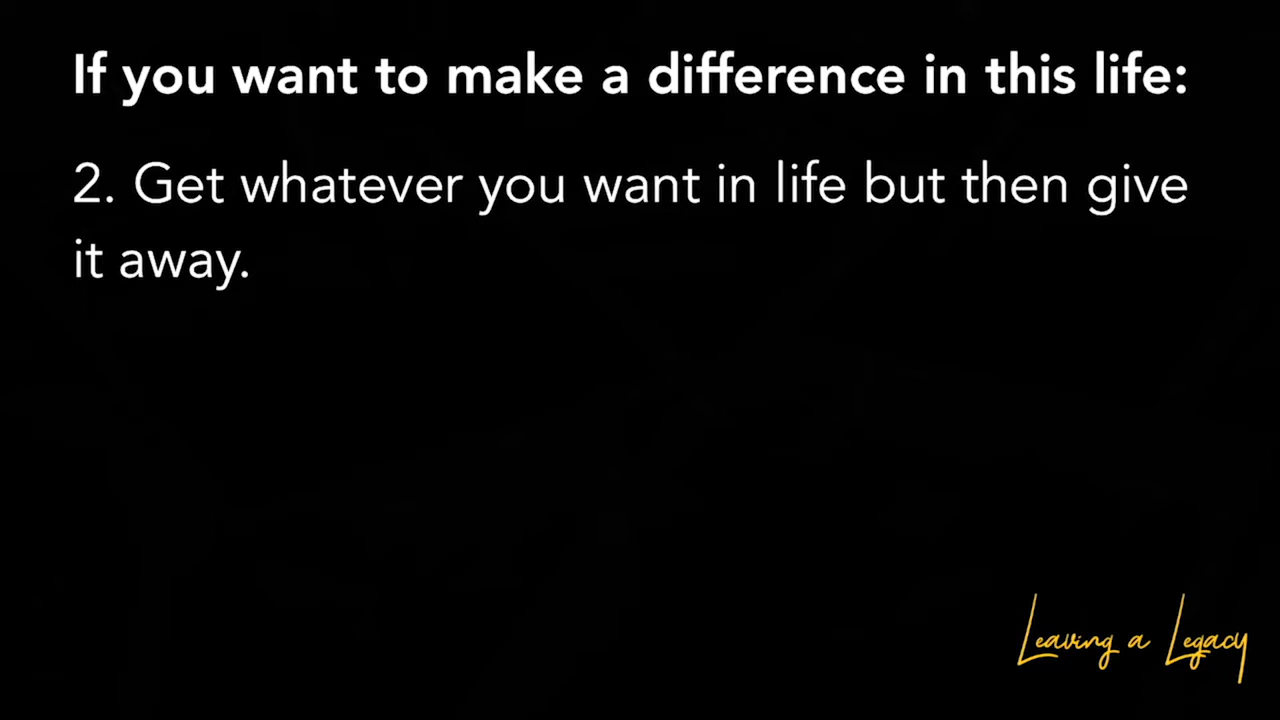 If you want to make a difference in this life:
2. Get whatever you want in life but then give
it away.
Leaving a Legacy